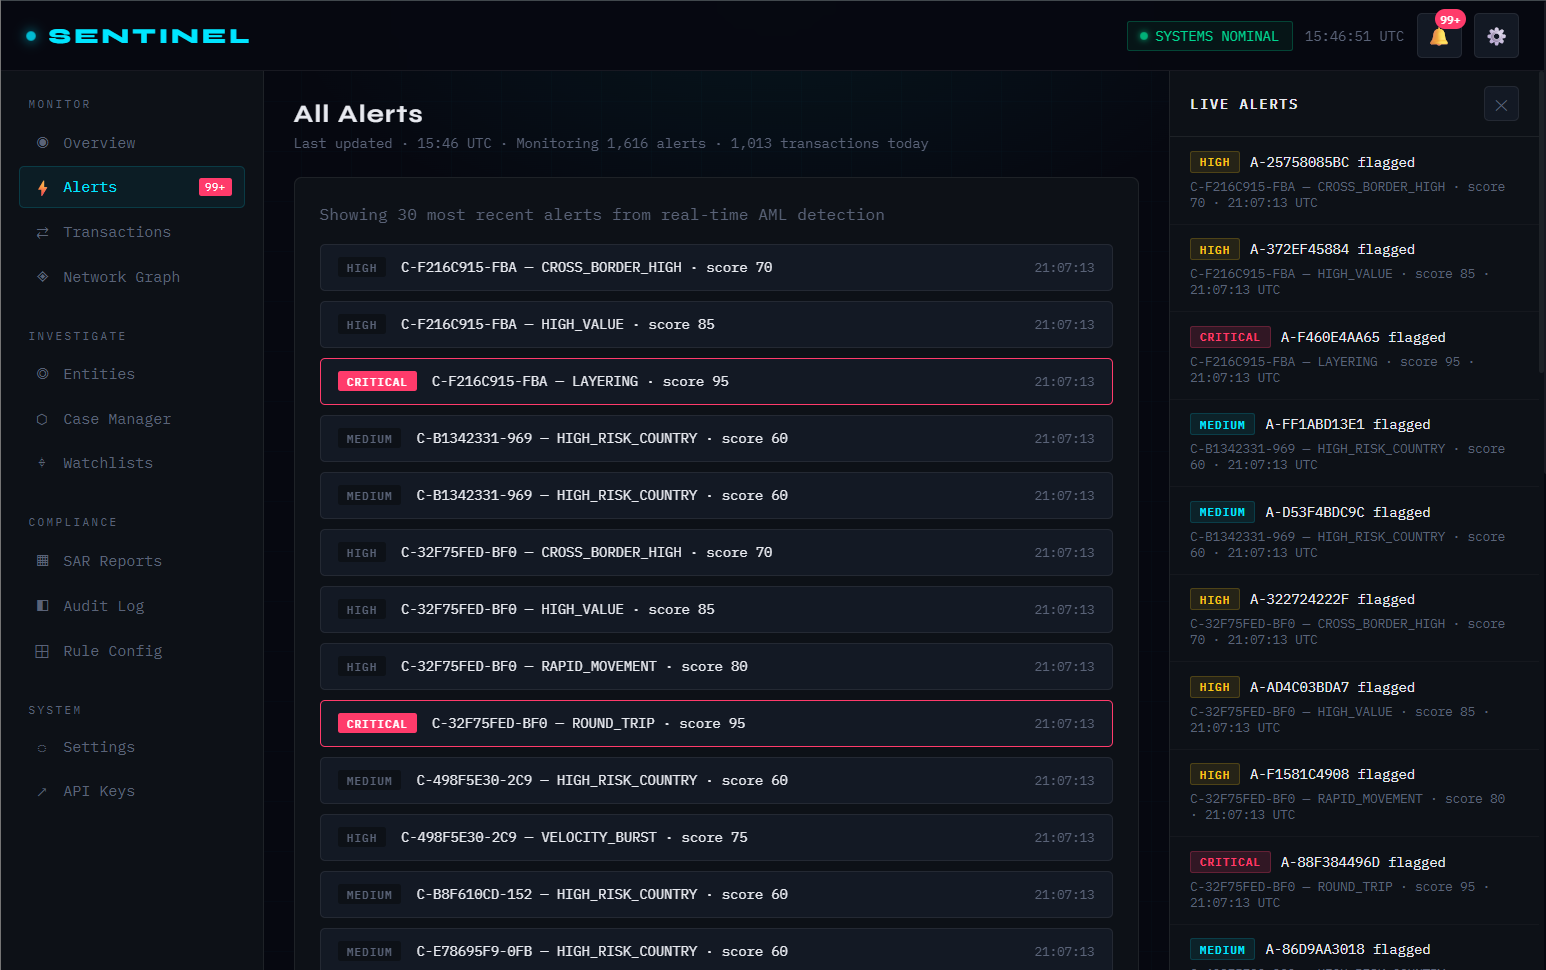 SENTINEL
SYSTEMS NOMINAL
15:46:51 UTC
99+
MONITOR
Overview
Alerts
99+
Transactions
Network Graph
INVESTIGATE
Entities
Case Manager
Watchlists
COMPLIANCE
SAR Reports
Audit Log
Rule Config
SYSTEM
Settings
API Keys
All Alerts
Last updated · 15:46 UTC · Monitoring 1,616 alerts · 1,013 transactions today
Showing 30 most recent alerts from real-time AML detection
HIGH C-F216C915-FBA — CROSS_BORDER_HIGH · score 70 21:07:13
HIGH C-F216C915-FBA — HIGH_VALUE · score 85 21:07:13
CRITICAL C-F216C915-FBA — LAYERING · score 95 21:07:13
MEDIUM C-B1342331-969 — HIGH_RISK_COUNTRY · score 60 21:07:13
MEDIUM C-B1342331-969 — HIGH_RISK_COUNTRY · score 60 21:07:13
HIGH C-32F75FED-BF0 — CROSS_BORDER_HIGH · score 70 21:07:13
HIGH C-32F75FED-BF0 — HIGH_VALUE · score 85 21:07:13
HIGH C-32F75FED-BF0 — RAPID_MOVEMENT · score 80 21:07:13
CRITICAL C-32F75FED-BF0 — ROUND_TRIP · score 95 21:07:13
MEDIUM C-498F5E30-2C9 — HIGH_RISK_COUNTRY · score 60 21:07:13
HIGH C-498F5E30-2C9 — VELOCITY_BURST · score 75 21:07:13
MEDIUM C-B8F610CD-152 — HIGH_RISK_COUNTRY · score 60 21:07:13
MEDIUM C-E78695F9-0FB — HIGH_RISK_COUNTRY · score 60 21:07:13
LIVE ALERTS
HIGH A-25758085BC flagged
C-F216C915-FBA — CROSS_BORDER_HIGH · score
70 · 21:07:13 UTC
HIGH A-372EF45884 flagged
C-F216C915-FBA — HIGH_VALUE · score 85 ·
21:07:13 UTC
CRITICAL A-F460E4AA65 flagged
C-F216C915-FBA — LAYERING · score 95 ·
21:07:13 UTC
MEDIUM A-FF1ABD13E1 flagged
C-B1342331-969 — HIGH_RISK_COUNTRY · score
60 · 21:07:13 UTC
MEDIUM A-D53F4BDC9C flagged
C-B1342331-969 — HIGH_RISK_COUNTRY · score
60 · 21:07:13 UTC
HIGH A-322724222F flagged
C-32F75FED-BF0 — CROSS_BORDER_HIGH · score
70 · 21:07:13 UTC
HIGH A-AD4C03BDA7 flagged
C-32F75FED-BF0 — HIGH_VALUE · score 85 ·
21:07:13 UTC
HIGH A-F1581C4908 flagged
C-32F75FED-BF0 — RAPID_MOVEMENT · score 80
· 21:07:13 UTC
CRITICAL A-88F384496D flagged
C-32F75FED-BF0 — ROUND_TRIP · score 95 ·
21:07:13 UTC
MEDIUM A-86D9AA3018 flagged